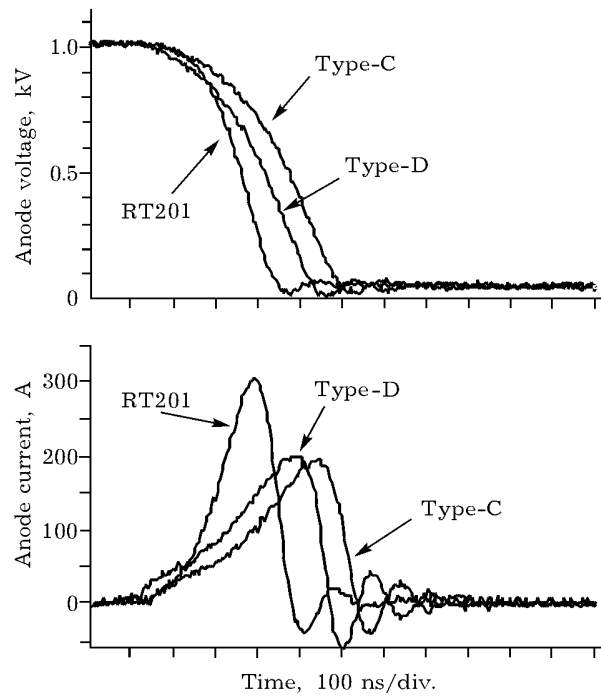 1.0
Type-C
Anode voltage, kV
0.5
Type-D
RT201
0
300
RT201
Type-D
Anode current, A
200
100
Type-C
0
Time, 100 ns/div.